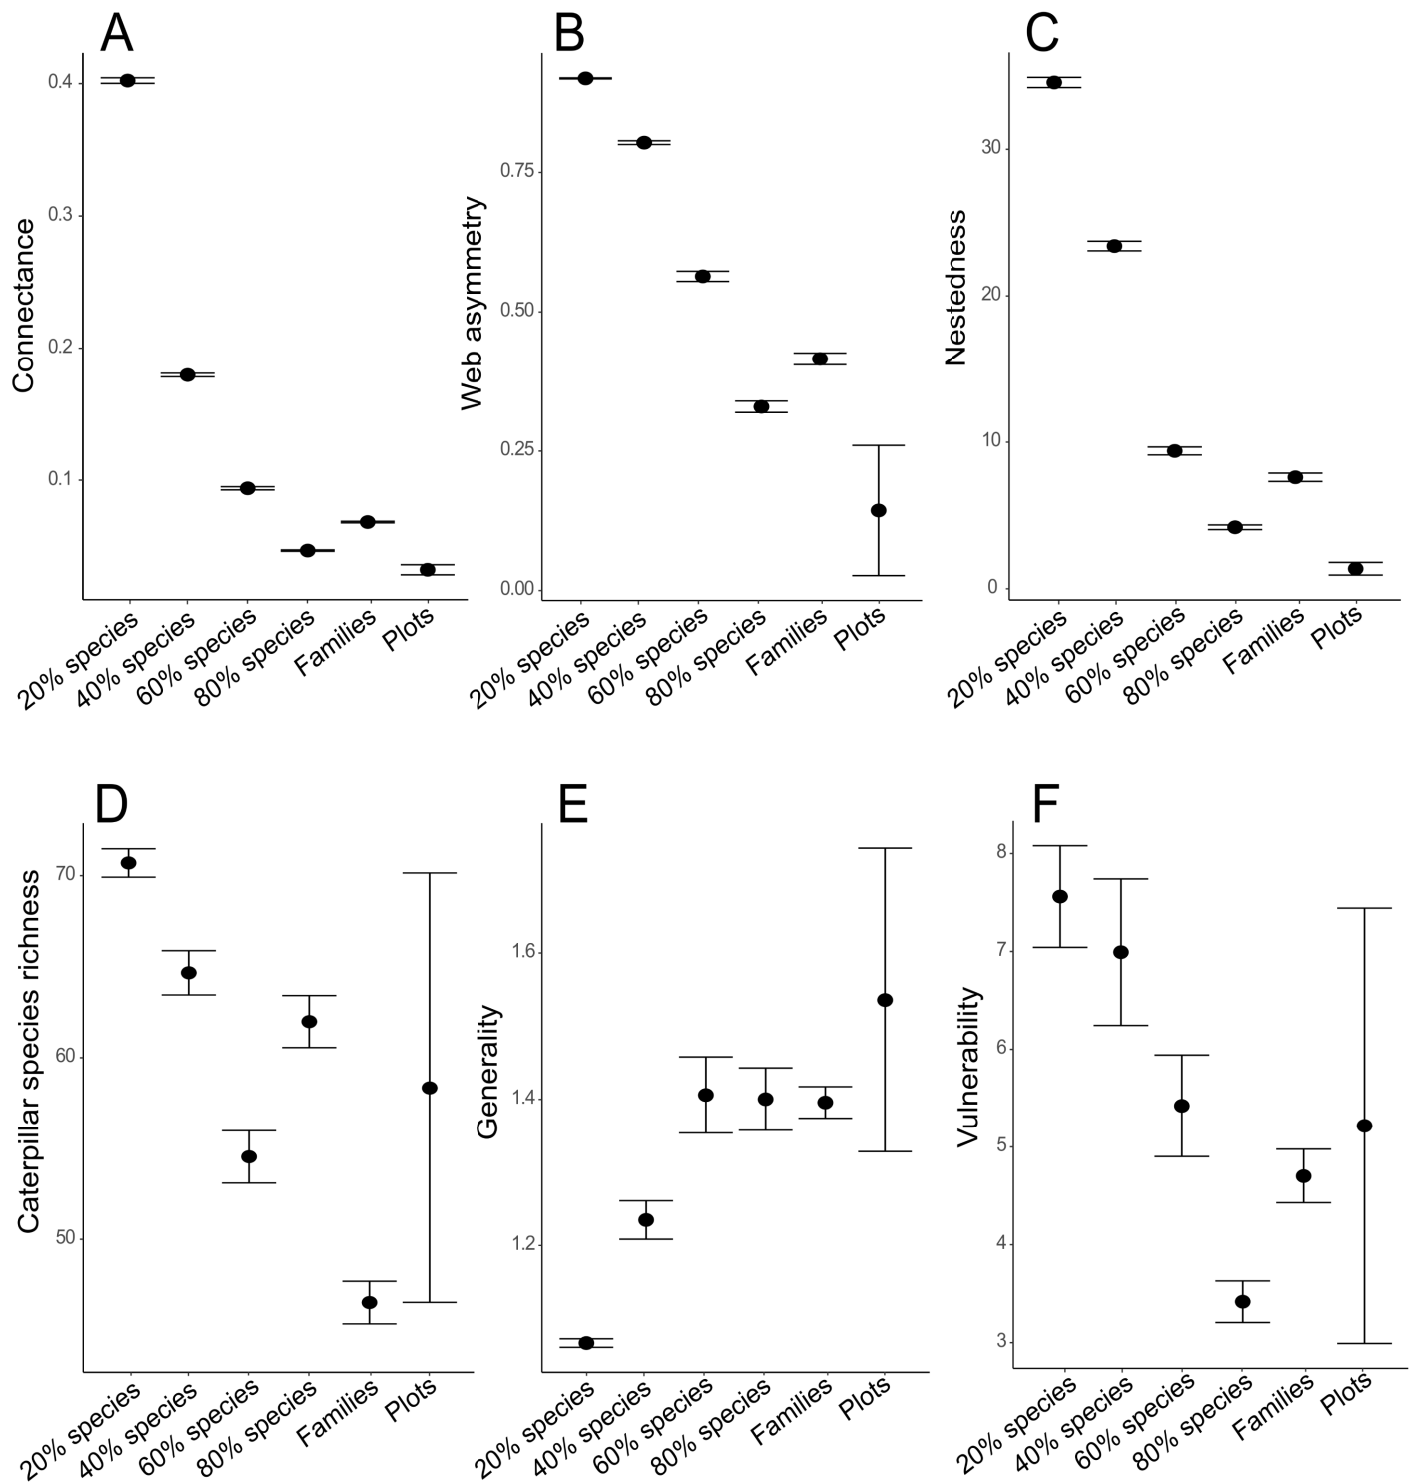 A
Connectance
0.4
0.3
0.2
0.1
20% species
40% species
60% species
80% species
Families
Plots
B
Web asymmetry
0.75
0.50
0.25
0.00
20% species
40% species
60% species
80% species
Families
Plots
C
Nestedness
30
20
10
0
20% species
40% species
60% species
80% species
Families
Plots
D
Caterpillar species richness
70
60
50
20% species
40% species
60% species
80% species
Families
Plots
E
Generality
1.6
1.4
1.2
20% species
40% species
60% species
80% species
Families
Plots
F
Vulnerability
8
7
6
5
4
3
20% species
40% species
60% species
80% species
Families
Plots